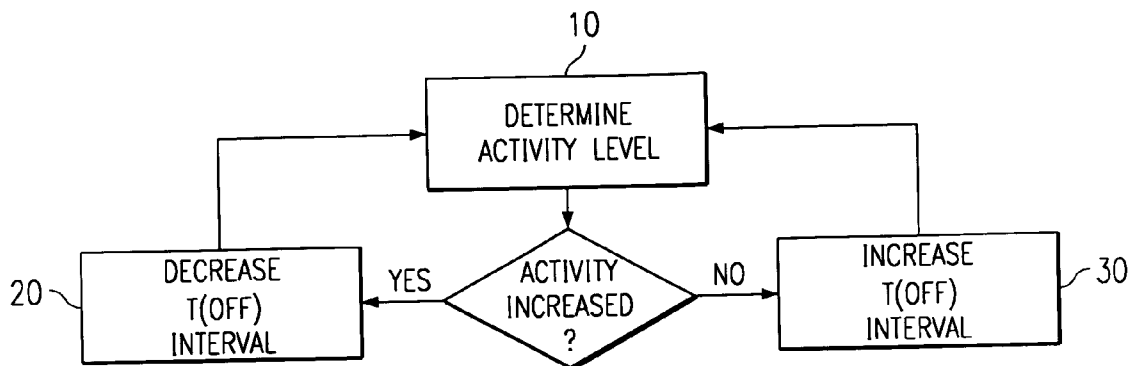 10
DETERMINE
ACTIVITY LEVEL
20
DECREASE
T(OFF)
INTERVAL
YES
ACTIVITY
INCREASED
?
NO
INCREASE
T(OFF)
INTERVAL
30